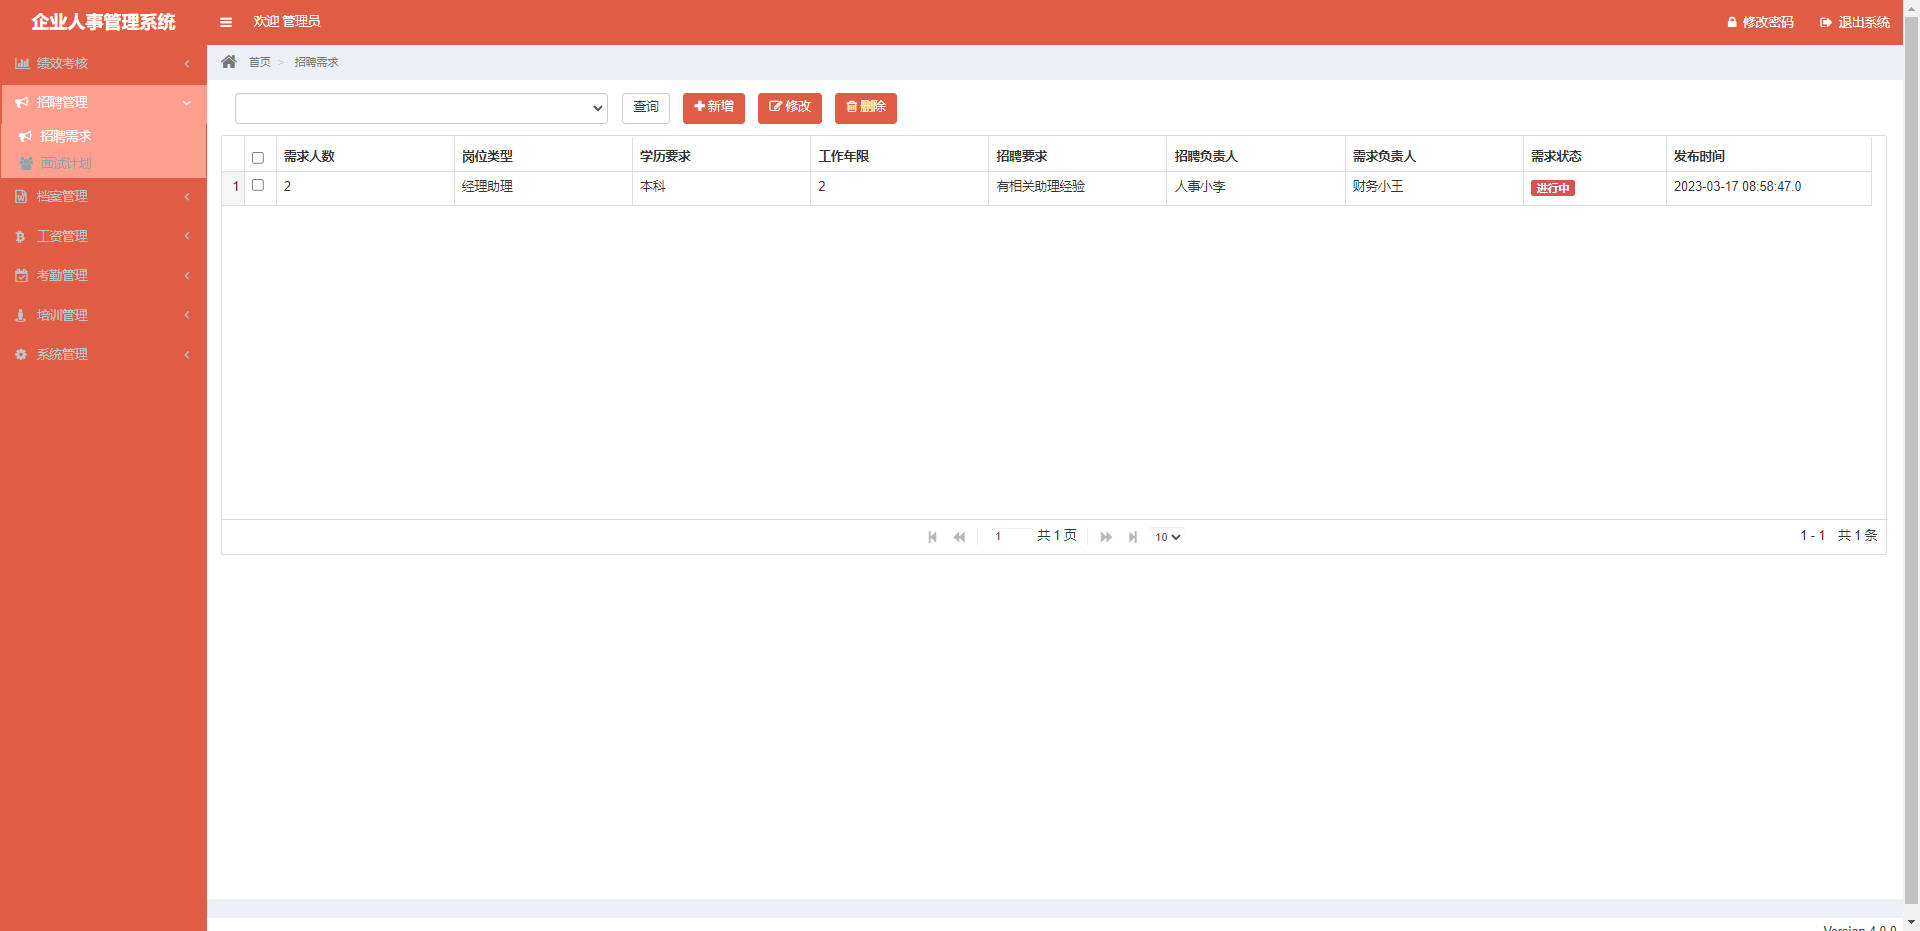 企业人事管理系统
欢迎 管理员
修改密码
退出系统
绩效考核
招聘管理
招聘需求
面试计划
档案管理
工资管理
考勤管理
培训管理
系统管理
首页 > 招聘需求
查询 新增 修改 删除
需求人数 岗位类型 学历要求 工作年限 招聘要求 招聘负责人 需求负责人 需求状态 发布时间
1 2 经理助理 本科 2 有相关助理经验 人事小李 财务小王 进行中 2023-03-17 08:58:47.0
1 共 1 页 10
1 - 1 共 1 条
Version 4.0.0